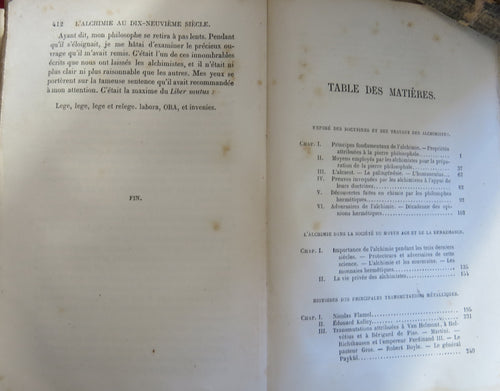 412 L'ALCHIMIE AU DIX-NEUVIÈME SIÈCLE.
Ayant dit, mon philosophe se retira à pas lents. Pendant
qu'il s'éloignait, je me hâtai d'examiner le précieux ou-
vrage qu'il m'avait remis. C'était l'un de ces innombrables
écrits que nous ont laissés les alchimistes, et il n'était ni
plus clair ni plus raisonnable que les autres. Mes yeux se
portèrent sur la fameuse sentence qu'il avait recommandée
à mon attention. C'était la maxime du Liber mutus :
Lege, lege, lege et relege. labora, ORA, et invenies.
FIN.
TABLE DES MATIÈRES.
EXPOSÉ DES DOCTRINES ET DES TRAVAUX DES ALCHIMISTES.
CHAP. I. Principes fondamentaux de l'alchimie. — Propriétés
attribuées à la pierre philosophale 1
II. Moyens employés par les alchimistes pour la prépa-
ration de la pierre philosophale
III. L'alcaest. — La palingénésie. — L'homunculus
IV. Preuves invoquées par les alchimistes à l'appui de
leurs doctrines
V. Découvertes faites en chimie par les philosophes
hermétiques
VI. Adversaires de l'alchimie. — Décadence des opi-
nions hermétiques
L'ALCHIMIE DANS LA SOCIÉTÉ DU MOYEN AGE ET DE LA RENAISSANCE.
CHAP. I. Importance de l'alchimie pendant les trois derniers
siècles. — Protecteurs et adversaires de cette
science. — L'alchimie et les souverains. — Les
monnaies hermétiques
II. La vie privée des alchimistes
HISTOIRE DES PRINCIPALES TRANSMUTATIONS MÉTALLIQUES.
CHAP. I. Nicolas Flamel
II. Édouard Kelley
III. Transmutations attribuées à Van Helmont, à Hel-
vétius et à Bérigard de Pise. — Martini. —
Richthausen et l'empereur Ferdinand III. — Le
pasteur Gros. — Robert Boyle. — Le général
Paykül